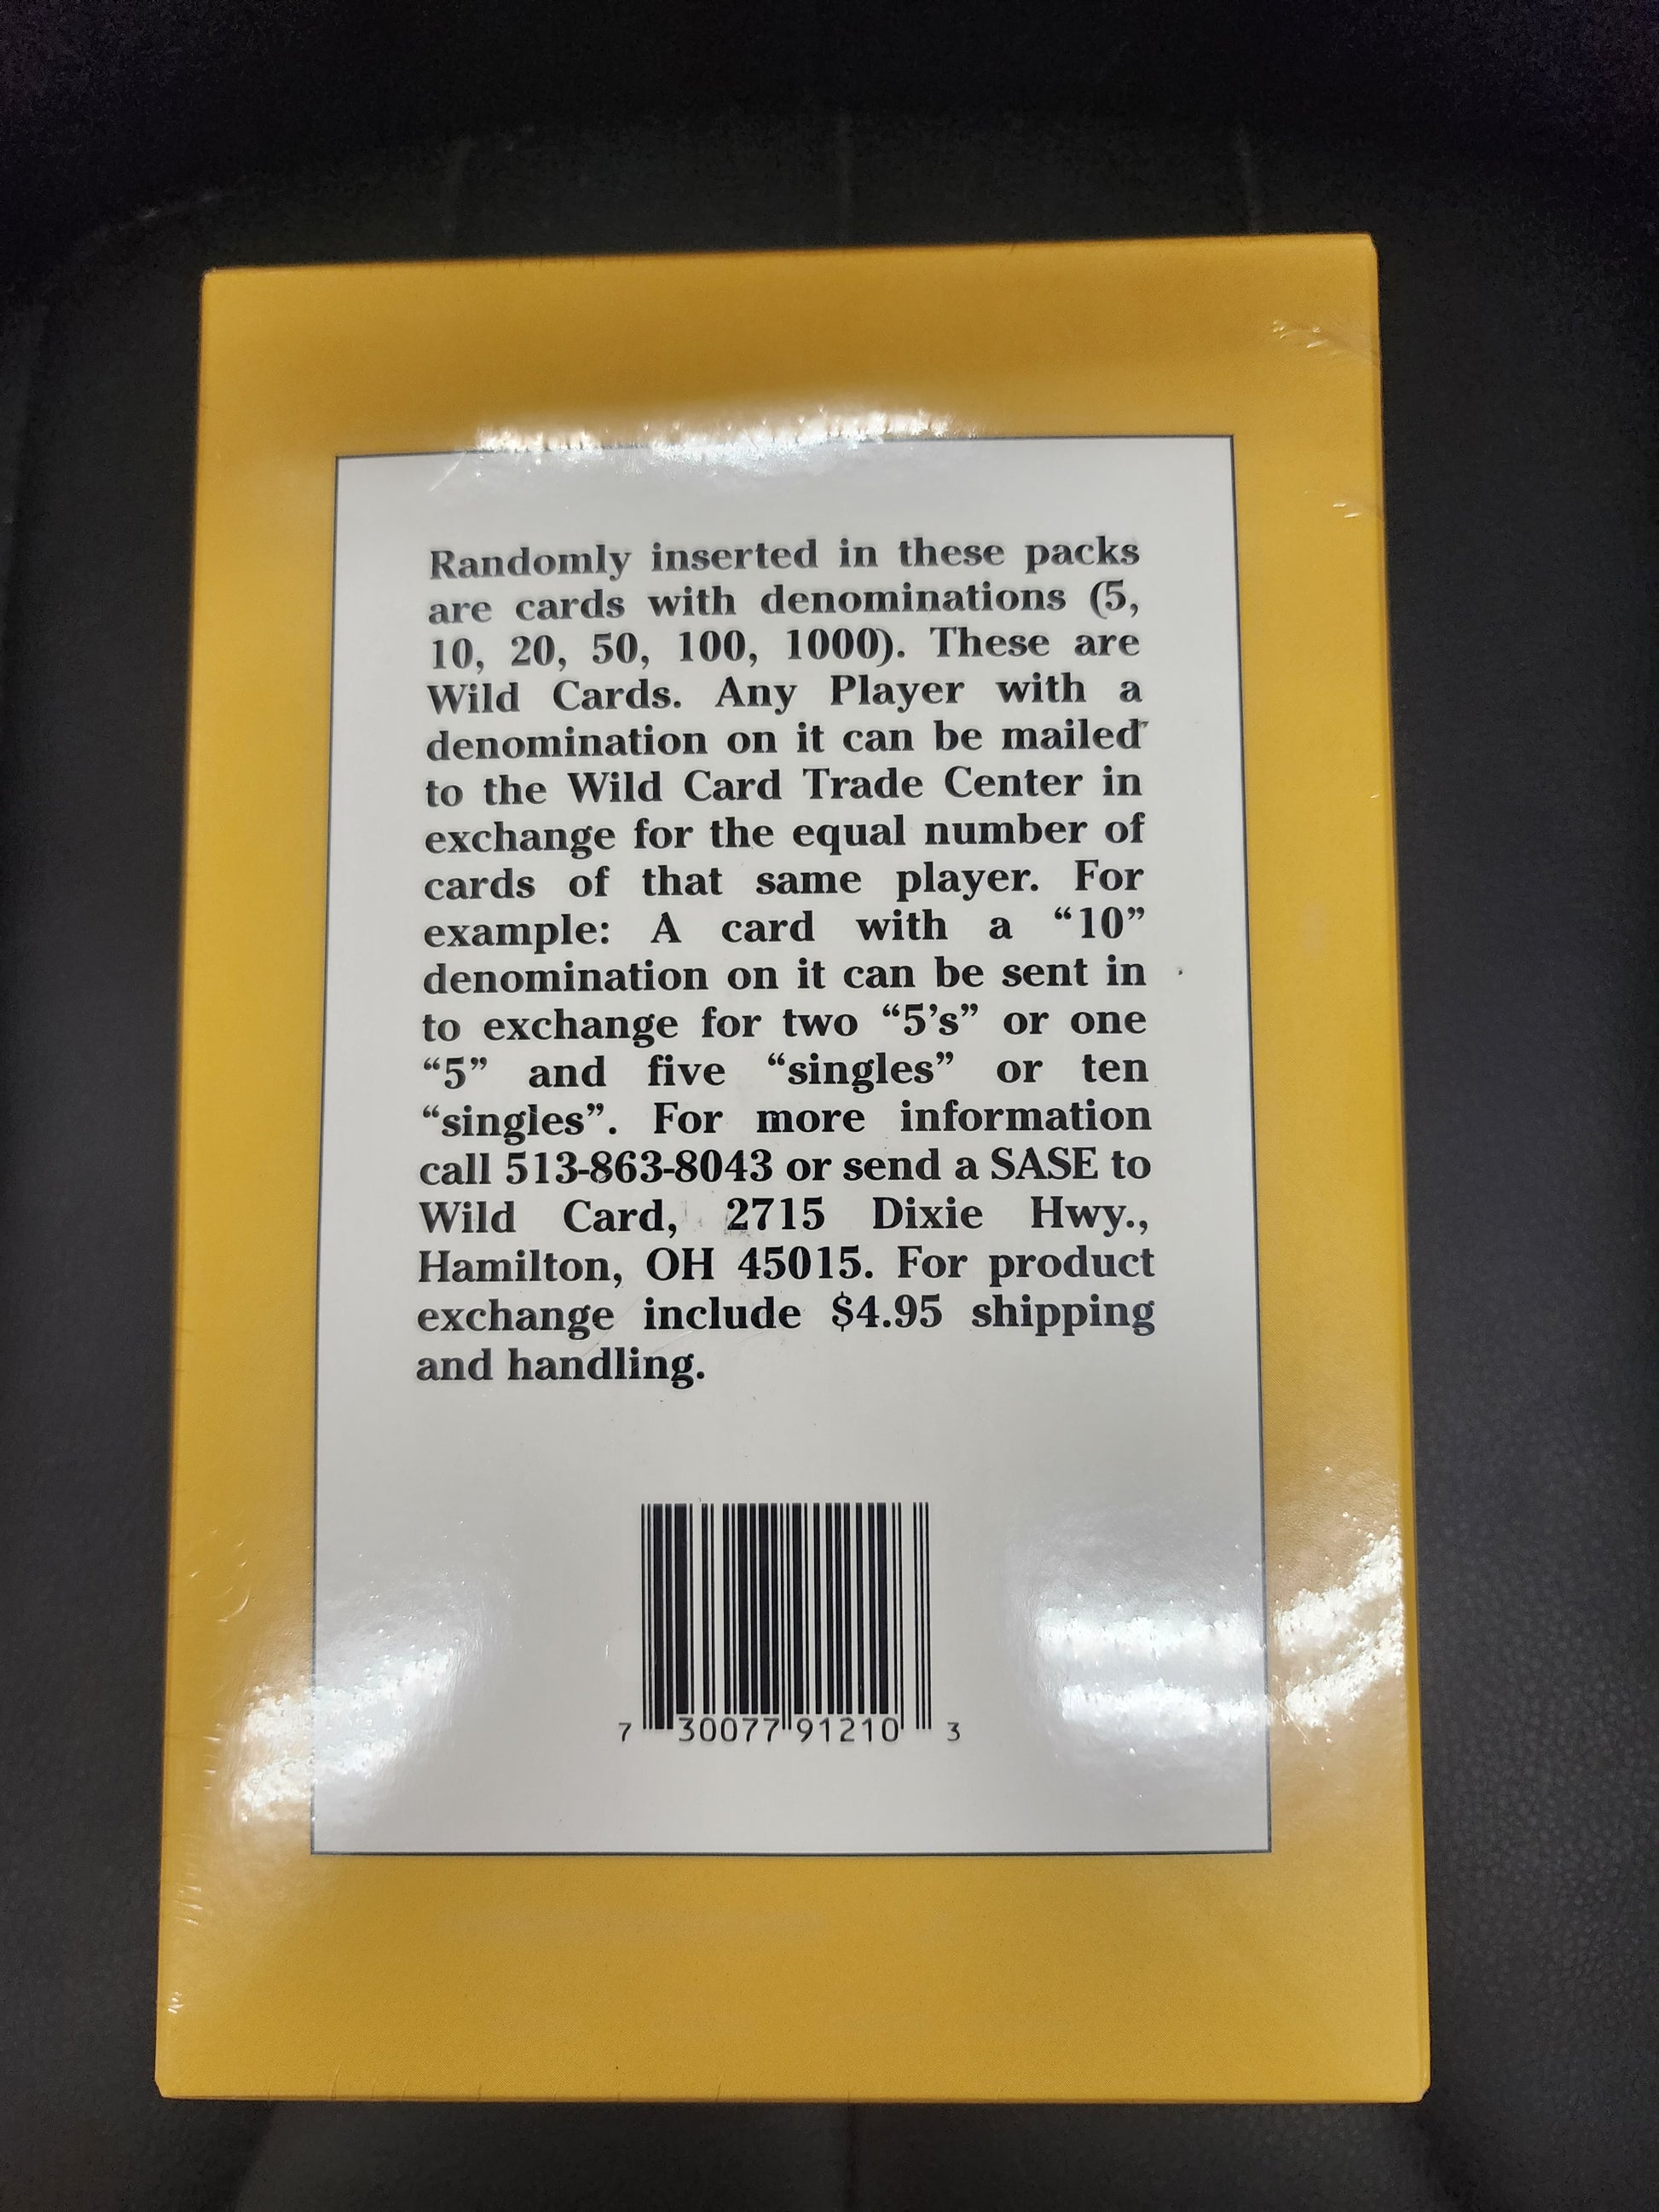 Randomly inserted in these packs
are cards with denominations (5,
10, 20, 50, 100, 1000). These are
Wild Cards. Any Player with a
denomination on it can be mailed
to the Wild Card Trade Center in
exchange for the equal number of
cards of that same player. For
example: A card with a “10”
denomination on it can be sent in
to exchange for two “5’s” or one
“5” and five “singles” or ten
“singles”. For more information
call 513-863-8043 or send a SASE to
Wild Card, 2715 Dixie Hwy.,
Hamilton, OH 45015. For product
exchange include $4.95 shipping
and handling.
7 30077 91210 3